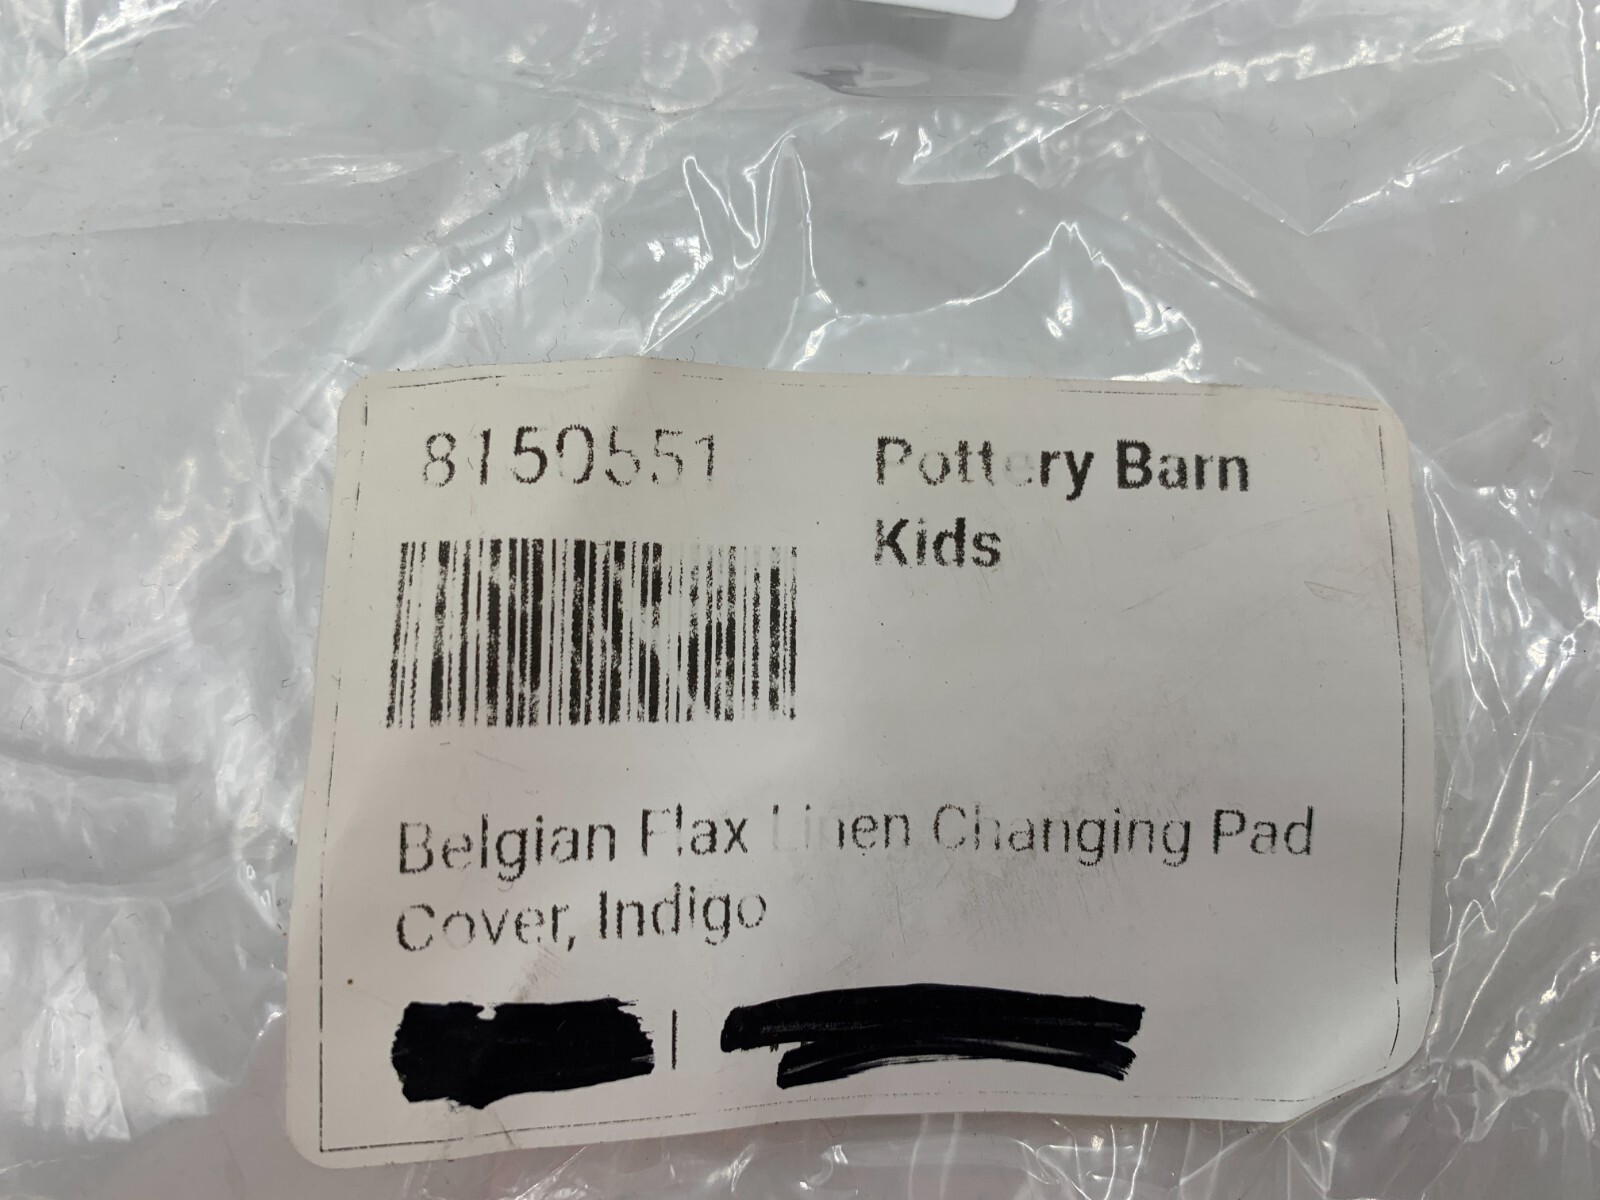 8150551
Pottery Barn
Kids
Belgian Flax Linen Changing Pad
Cover, Indigo
|